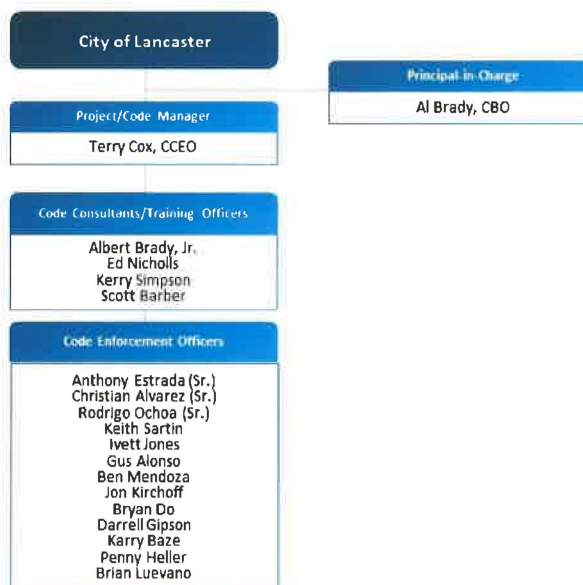 City of Lancaster
Principal-in-Charge
Al Brady, CBO
Project/Code Manager
Terry Cox, CCEO
Code Consultants/Training Officers
Albert Brady, Jr.
Ed Nicholls
Kerry Simpson
Scott Barber
Code Enforcement Officers
Anthony Estrada (Sr.)
Christian Alvarez (Sr.)
Rodrigo Ochoa (Sr.)
Keith Sartin
Ivett Jones
Gus Alonso
Ben Mendoza
Jon Kirchoff
Bryan Do
Darrell Gipson
Karry Baze
Penny Heller
Brian Luevano